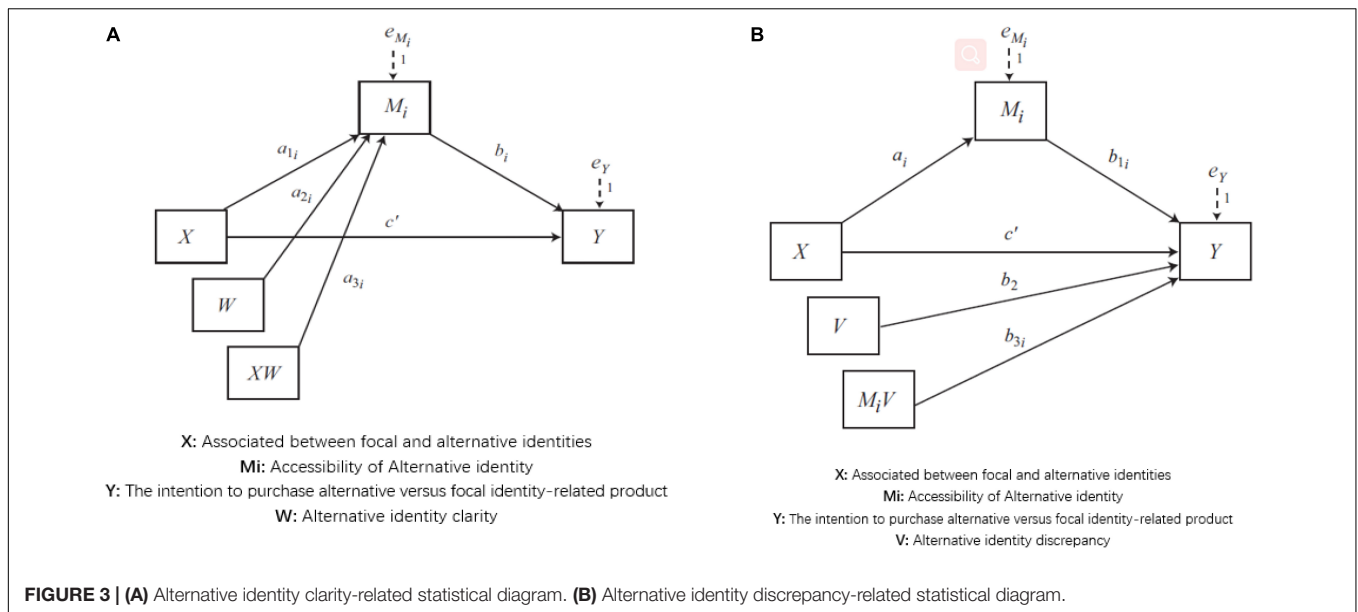 A
e_{M_i}
1
M_i
a_{1i}
b_i
a_{2i}
e_Y
1
X
c′
Y
W
a_{3i}
XW
X: Associated between focal and alternative identities
Mi: Accessibility of Alternative identity
Y: The intention to purchase alternative versus focal identity-related product
W: Alternative identity clarity
B
e_{M_i}
1
M_i
a_i
b_{1i}
e_Y
1
X
c′
Y
b_2
V
b_{3i}
M_iV
X: Associated between focal and alternative identities
Mi: Accessibility of Alternative identity
Y: The intention to purchase alternative versus focal identity-related product
V: Alternative identity discrepancy
FIGURE 3 | (A) Alternative identity clarity-related statistical diagram. (B) Alternative identity discrepancy-related statistical diagram.